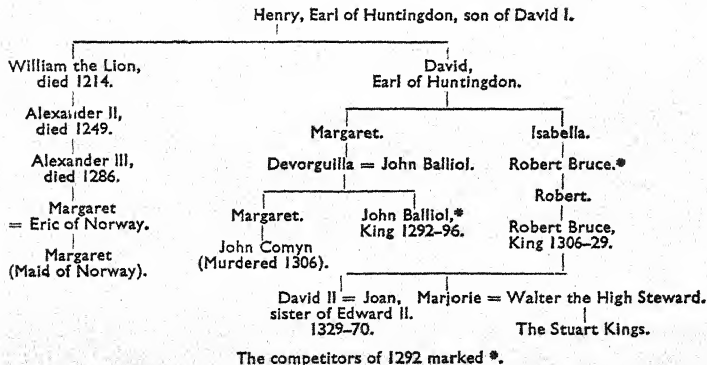 Henry, Earl of Huntingdon, son of David I.
William the Lion,
died 1214.
David,
Earl of Huntingdon.
Alexander II,
died 1249.
Margaret.
Isabella.
Alexander III,
died 1286.
Devorguilla = John Balliol.
Robert Bruce.*
Robert.
Margaret
= Eric of Norway.
Margaret.
John Balliol,*
King 1292–96.
Robert Bruce,
King 1306–29.
Margaret
(Maid of Norway).
John Comyn
(Murdered 1306).
David II = Joan,
sister of Edward II.
1329–70.
Marjorie = Walter the High Steward.
The Stuart Kings.
The competitors of 1292 marked *.